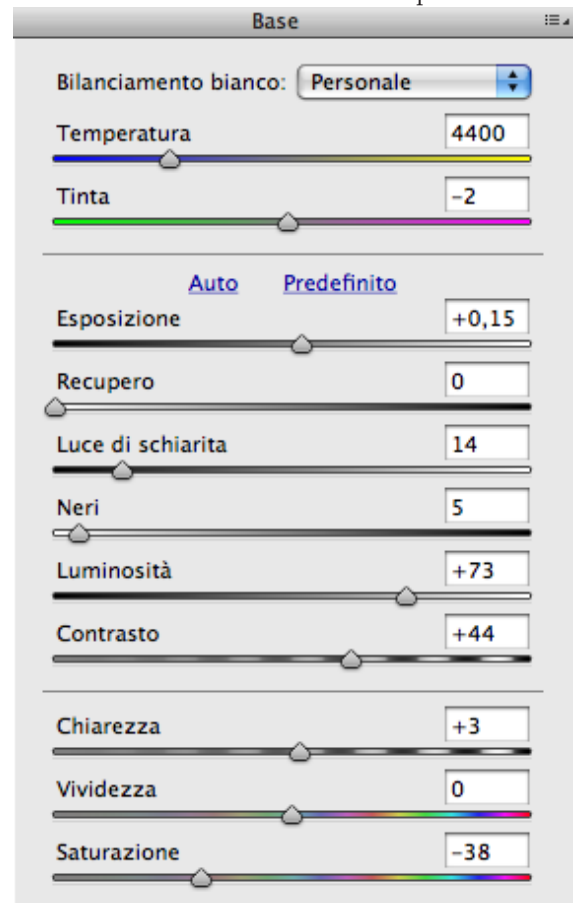 Base
Bilanciamento bianco: Personale
Temperatura 4400
Tinta -2
Auto Predefinito
Esposizione +0,15
Recupero 0
Luce di schiarita 14
Neri 5
Luminosità +73
Contrasto +44
Chiarezza +3
Vividezza 0
Saturazione -38